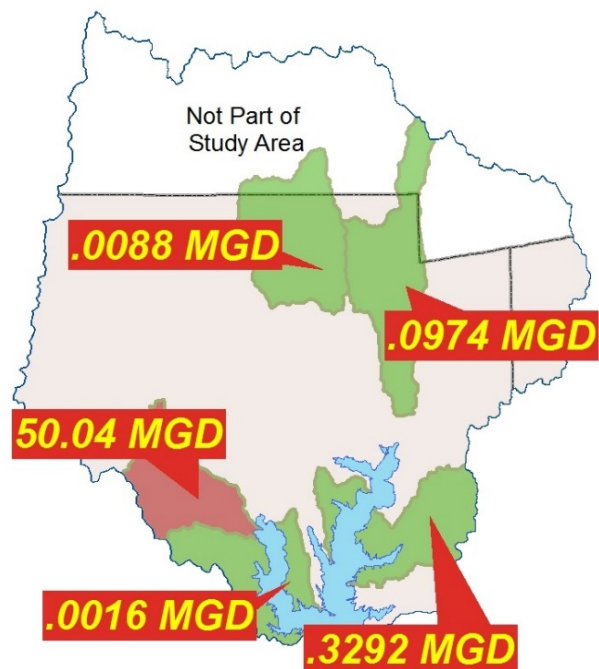 Not Part of
Study Area
.0088 MGD
.0974 MGD
50.04 MGD
.0016 MGD
.3292 MGD